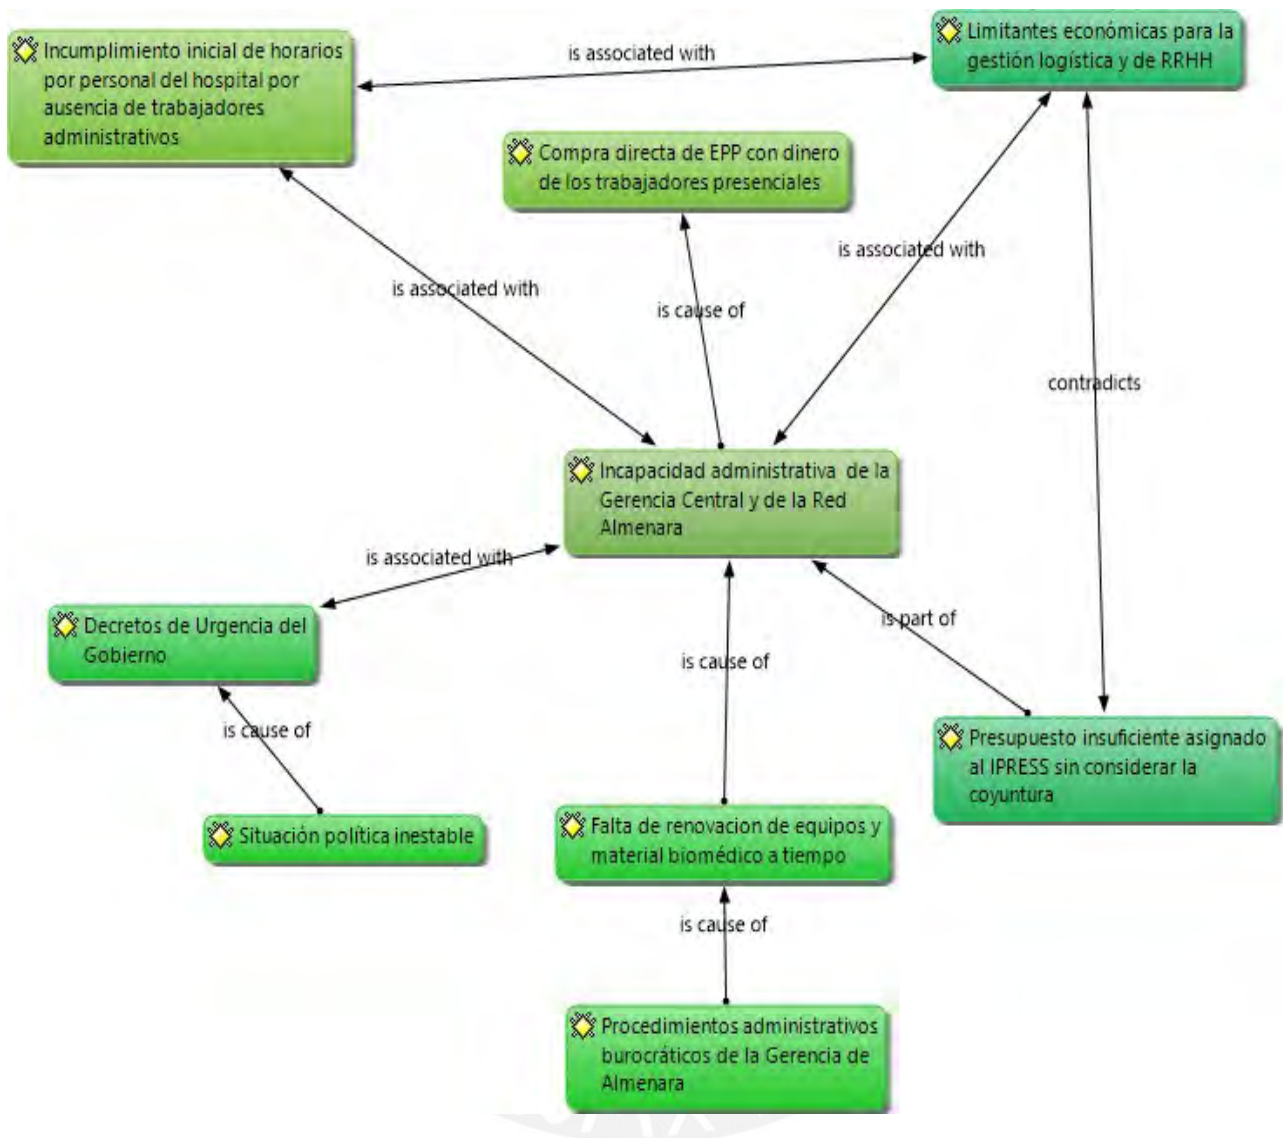 Incumplimiento inicial de horarios
por personal del hospital por
ausencia de trabajadores
administrativos
is associated with
Limitantes económicas para la
gestión logística y de RRHH
Compra directa de EPP con dinero
de los trabajadores presenciales
is associated with
is associated with
is cause of
contradicts
Incapacidad administrativa de la
Gerencia Central y de la Red
Almenara
is associated with
Decretos de Urgencia del
Gobierno
is part of
is cause of
is cause of
Presupuesto insuficiente asignado
al IPRESS sin considerar la
coyuntura
Situación política inestable
Falta de renovacion de equipos y
material biomédico a tiempo
is cause of
Procedimientos administrativos
burocráticos de la Gerencia de
Almenara